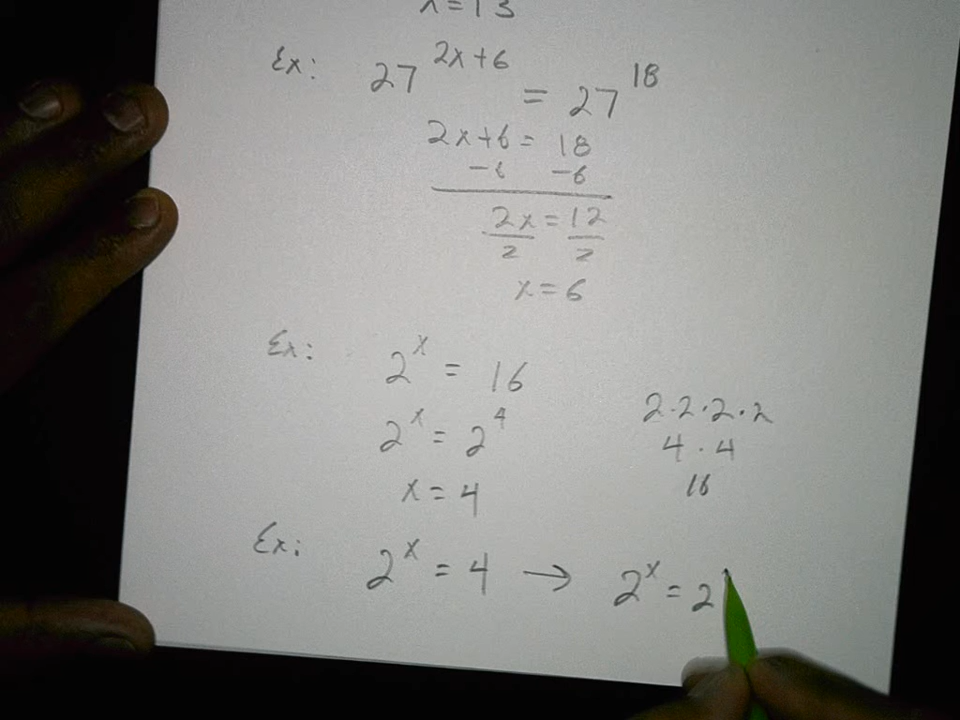 x = 13
Ex: 27^{2x+6} = 27^{18}
2x+6 = 18
-6 -6
2x = 12
2 2
x = 6
Ex: 2^x = 16
2^x = 2^4 2·2·2·2
4·4
x = 4 16
Ex: 2^x = 4 → 2^x = 2